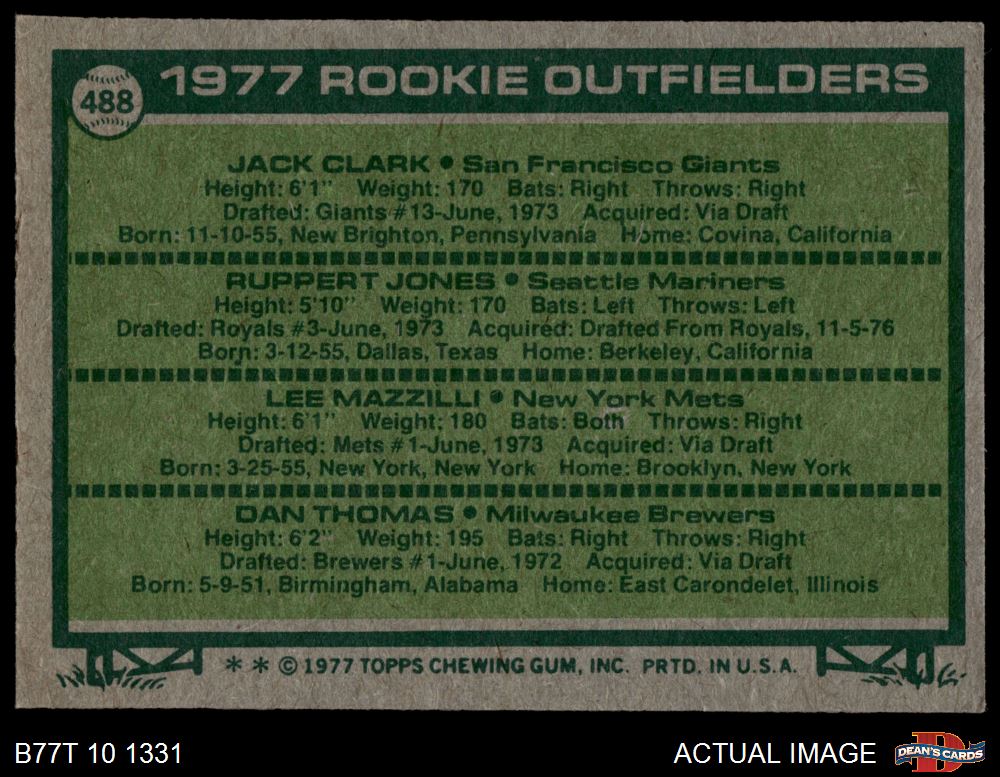 488
1977 ROOKIE OUTFIELDERS
JACK CLARK • San Francisco Giants
Height: 6'1" Weight: 170 Bats: Right Throws: Right
Drafted: Giants #13-June, 1973 Acquired: Via Draft
Born: 11-10-55, New Brighton, Pennsylvania Home: Covina, California
RUPPERT JONES • Seattle Mariners
Height: 5'10" Weight: 170 Bats: Left Throws: Left
Drafted: Royals #3-June, 1973 Acquired: Drafted From Royals, 11-5-76
Born: 3-12-55, Dallas, Texas Home: Berkeley, California
LEE MAZZILLI • New York Mets
Height: 6'1" Weight: 180 Bats: Both Throws: Right
Drafted: Mets #1-June, 1973 Acquired: Via Draft
Born: 3-25-55, New York, New York Home: Brooklyn, New York
DAN THOMAS • Milwaukee Brewers
Height: 6'2" Weight: 195 Bats: Right Throws: Right
Drafted: Brewers #1-June, 1972 Acquired: Via Draft
Born: 5-9-51, Birmingham, Alabama Home: East Carondelet, Illinois
* * © 1977 TOPPS CHEWING GUM, INC. PRTD. IN U.S.A.
B77T 10 1331
ACTUAL IMAGE
D
DEAN'S CARDS